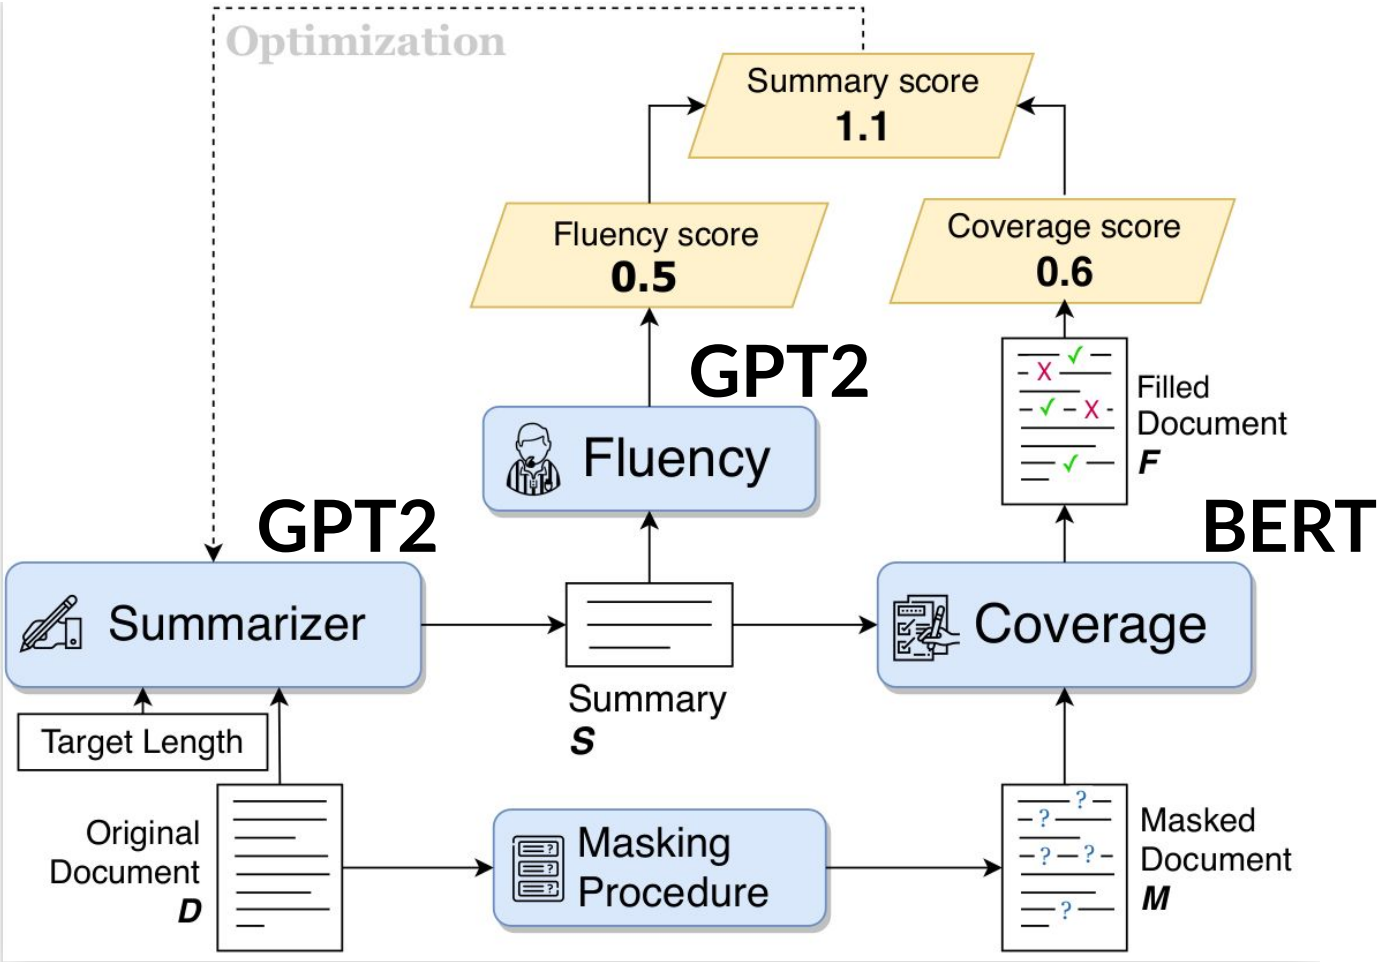 Optimization
Summary score
1.1
Fluency score
0.5
Coverage score
0.6
GPT2
Fluency
Filled
Document
F
GPT2
BERT
Summarizer
Summary
S
Coverage
Target Length
Original
Document
D
Masking
Procedure
Masked
Document
M